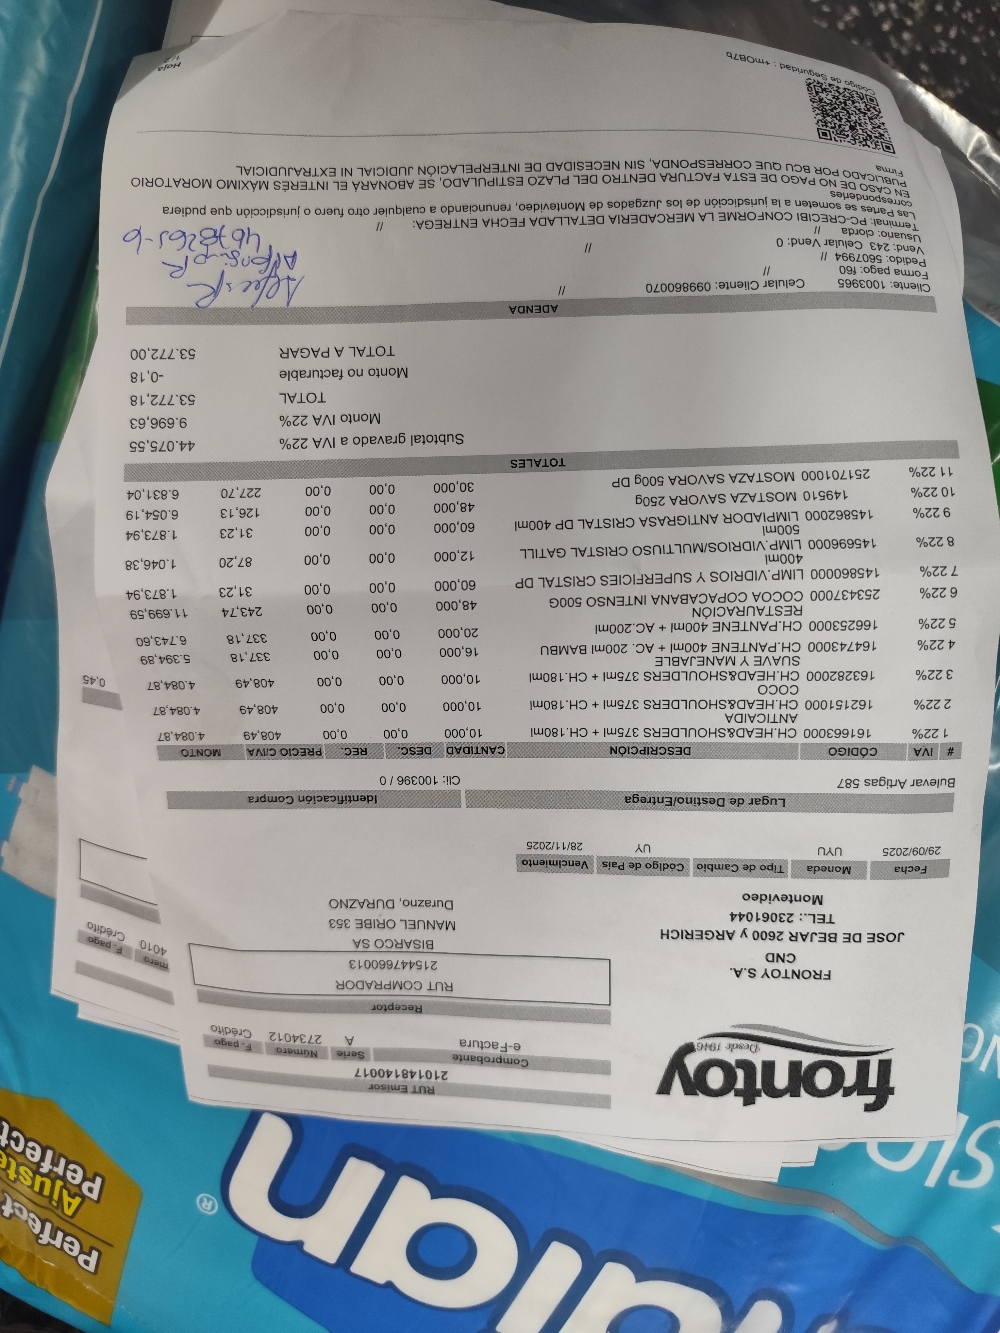 frontoy
Desde 1946
FRONTOY S.A.
CND
JOSE DE BEJAR 2600 y ARGERICH
TEL.: 23061044
Montevideo
RUT Emisor
210148140017
Comprobante Serie Número F- pago
e-Factura A 2734012 Crédito
Receptor
RUT COMPRADOR
215447660013
BISARCO SA
MANUEL ORIBE 353
Durazno, DURAZNO
Fecha Moneda Tipo de Cambio Código de País Vencimiento
29/09/2025 UYU UY 28/11/2025
Lugar de Destino/Entrega Identificación Compra
Bulevar Artigas 587 Cli: 100396 / 0
# IVA CÓDIGO DESCRIPCIÓN CANTIDAD DESC. REC. PRECIO C/IVA MONTO
1 22% 161663000 CH.HEAD&SHOULDERS 375ml + CH.180ml 10,000 0,00 0,00 408,49 4.084,87
ANTICAIDA
2 22% 162151000 CH.HEAD&SHOULDERS 375ml + CH.180ml 10,000 0,00 0,00 408,49 4.084,87
COCO
3 22% 163282000 CH.HEAD&SHOULDERS 375ml + CH.180ml 10,000 0,00 0,00 408,49 4.084,87
SUAVE Y MANEJABLE
4 22% 164743000 CH.PANTENE 400ml + AC. 200ml BAMBU 16,000 0,00 0,00 337,18 5.394,89
5 22% 166253000 CH.PANTENE 400ml + AC.200ml 20,000 0,00 0,00 337,18 6.743,60
RESTAURACIÓN
6 22% 253437000 COCOA COPACABANA INTENSO 500G 48,000 0,00 0,00 243,74 11.699,59
7 22% 145860000 LIMP.VIDRIOS Y SUPERFICIES CRISTAL DP 60,000 0,00 0,00 31,23 1.873,94
400ml
8 22% 145696000 LIMP.VIDRIOS/MULTIUSO CRISTAL GATILL 12,000 0,00 0,00 87,20 1.046,38
500ml
9 22% 145862000 LIMPIADOR ANTIGRASA CRISTAL DP 400ml 60,000 0,00 0,00 31,23 1.873,94
10 22% 149510 MOSTAZA SAVORA 250g 48,000 0,00 0,00 126,13 6.054,19
11 22% 251701000 MOSTAZA SAVORA 500g DP 30,000 0,00 0,00 227,70 6.831,04
TOTALES
Subtotal gravado a IVA 22% 44.075,55
Monto IVA 22% 9.696,63
TOTAL 53.772,18
Monto no facturable -0,18
TOTAL A PAGAR 53.772,00
ADENDA
Cliente: 1003965 Celular Cliente: 099860070 //
Forma pago: f60 //
Pedido: 5607994 //
Vend: 243 Celular Vend: 0 //
Usuario: clorda //
Terminal: PC-CRECIBI CONFORME LA MERCADERIA DETALLADA FECHA ENTREGA: //
Las Partes se someten a la jurisdicción de los Juzgados de Montevideo, renunciando a cualquier otro fuero o jurisdicción que pudiera
corresponderles
EN CASO DE NO PAGO DE ESTA FACTURA DENTRO DEL PLAZO ESTIPULADO, SE ABONARÁ EL INTERÉS MÁXIMO MORATORIO
PUBLICADO POR BCU QUE CORRESPONDA, SIN NECESIDAD DE INTERPELACIÓN JUDICIAL NI EXTRAJUDICIAL
Firma
Código de Seguridad : +mOB7b
Hoja
mero F- pago
4010 Crédito
0,45
Perfect
Ajuste
Perfect
®